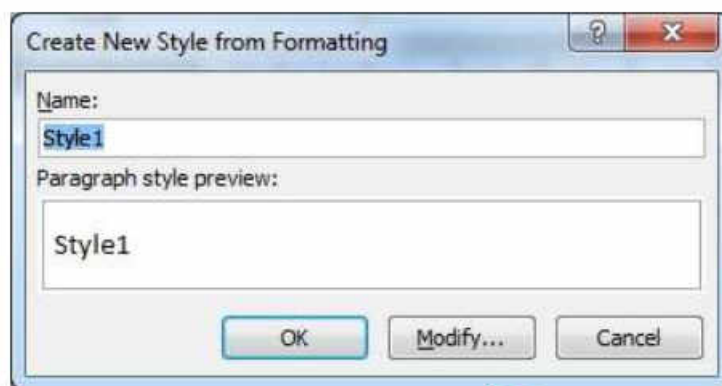 Create New Style from Formatting
Name:
Style1
Paragraph style preview:
Style1
OK Modify... Cancel